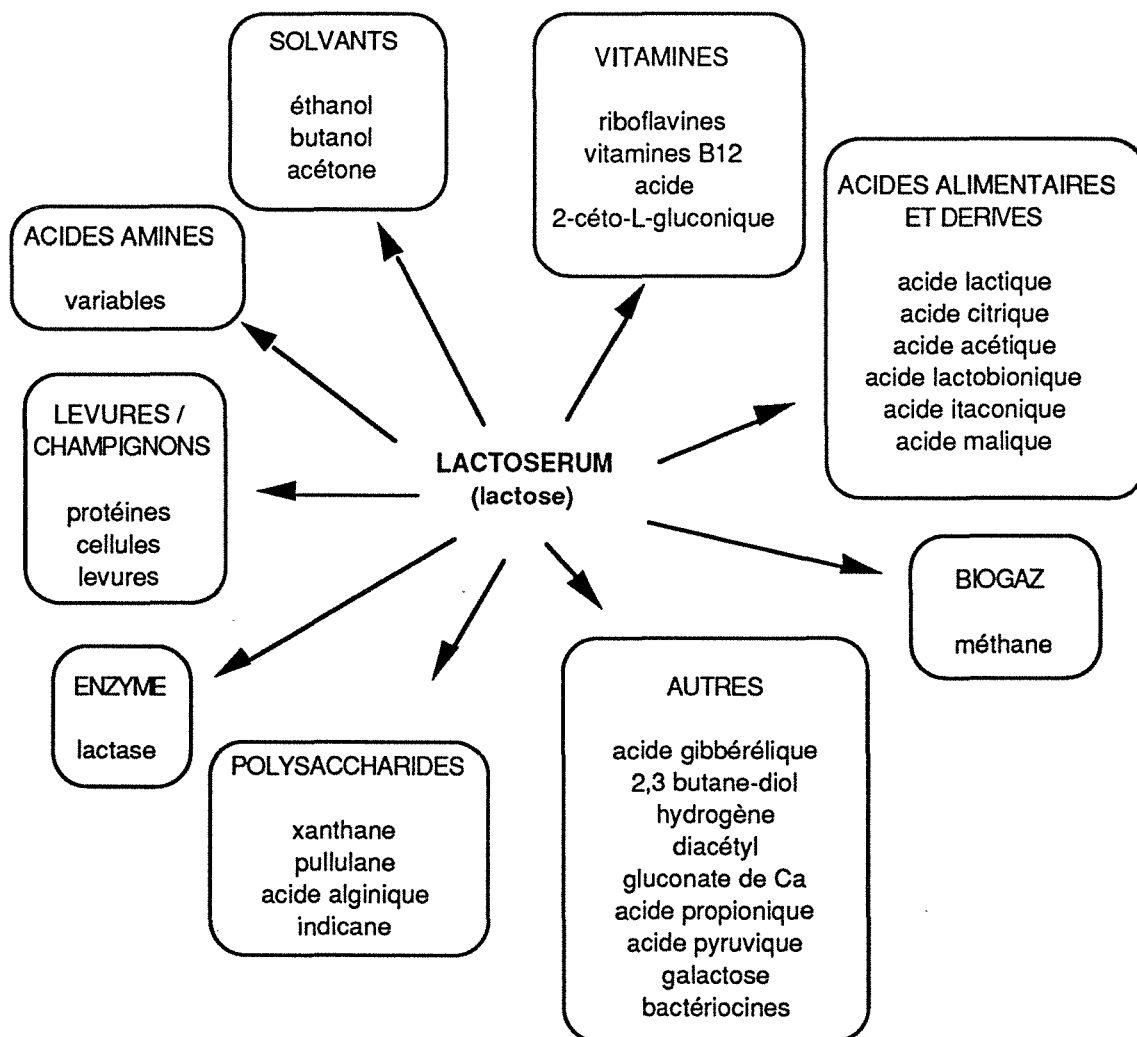 SOLVANTS
éthanol
butanol
acétone
VITAMINES
riboflavines
vitamines B12
acide
2-céto-L-gluconique
ACIDES ALIMENTAIRES
ET DERIVES
acide lactique
acide citrique
acide acétique
acide lactobionique
acide itaconique
acide malique
ACIDES AMINES
variables
LEVURES /
CHAMPIGNONS
protéines
cellules
levures
LACTOSERUM
(lactose)
BIOGAZ
méthane
ENZYME
lactase
POLYSACCHARIDES
xanthane
pullulane
acide alginique
indicane
AUTRES
acide gibbérélique
2,3 butane-diol
hydrogène
diacétyl
gluconate de Ca
acide propionique
acide pyruvique
galactose
bactériocines